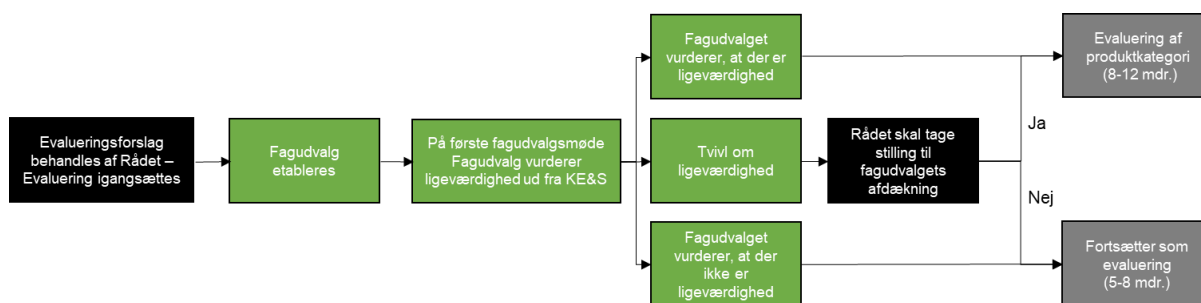 Evalueringsforslag
behandles af Rådet –
Evaluering igangsættes
Fagudvalg
etableres
På første fagudvalgsmøde
Fagudvalg vurderer
ligeværdighed ud fra KE&S
Fagudvalget
vurderer, at der er
ligeværdighed
Tvivl om
ligeværdighed
Fagudvalget
vurderer, at der
ikke er
ligeværdighed
Rådet skal tage
stilling til
fagudvalgets
afdækning
Ja
Nej
Evaluering af
produktkategori
(8-12 mdr.)
Fortsætter som
evaluering
(5-8 mdr.)